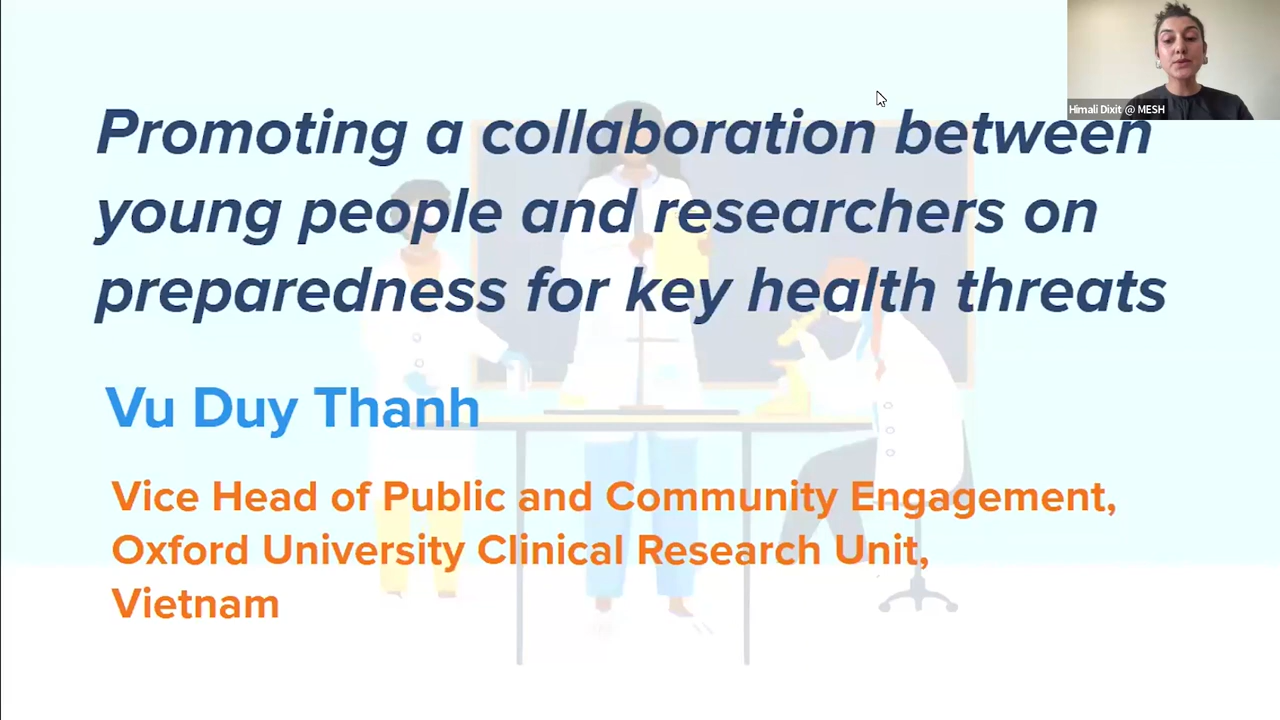 Himali Dixit @ MESH
Promoting a collaboration between
young people and researchers on
preparedness for key health threats
Vu Duy Thanh
Vice Head of Public and Community Engagement,
Oxford University Clinical Research Unit,
Vietnam